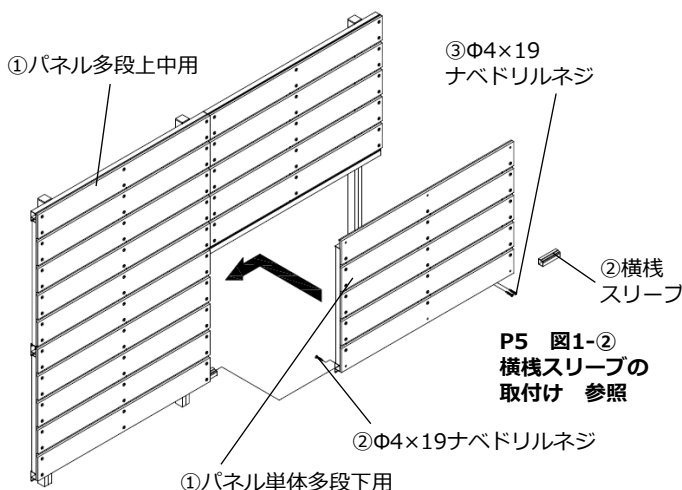 ①パネル多段上中用
③Φ4×19
ナベドリルネジ
②横桟
スリーブ
P5　図1-②
横桟スリーブの
取付け　参照
②Φ4×19ナベドリルネジ
①パネル単体多段下用